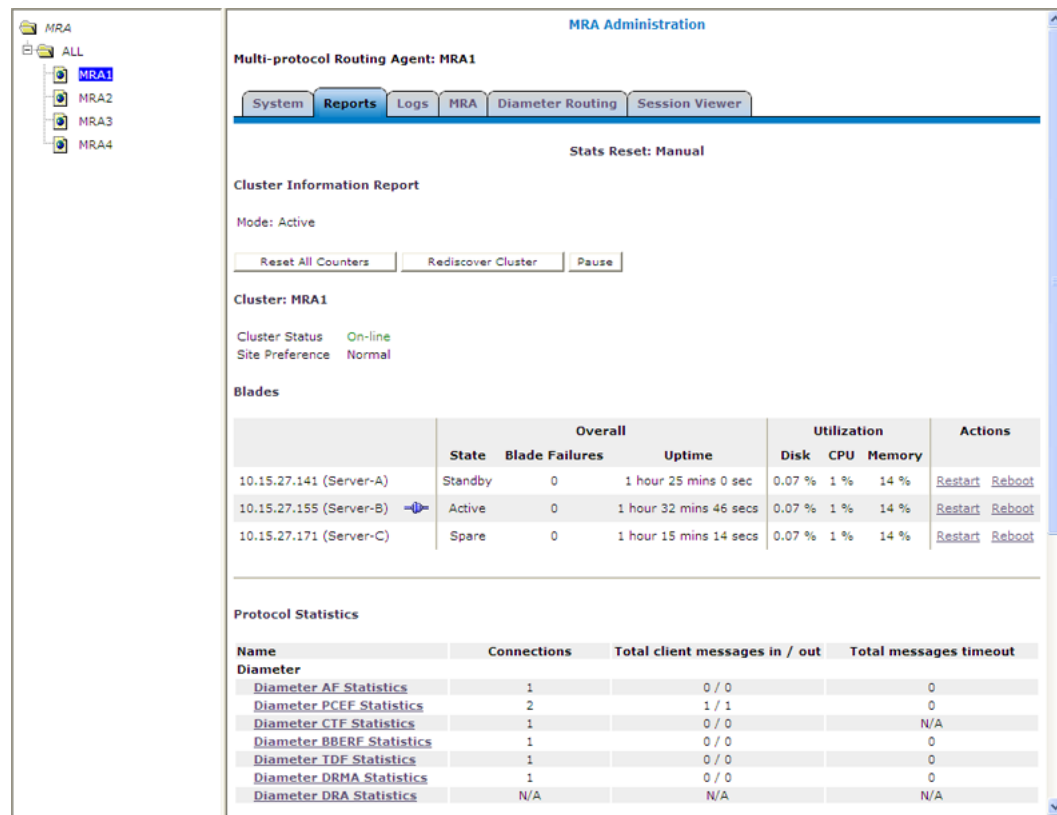 MRA
ALL
MRA1
MRA2
MRA3
MRA4
MRA Administration
Multi-protocol Routing Agent: MRA1
System Reports Logs MRA Diameter Routing Session Viewer
Stats Reset: Manual
Cluster Information Report
Mode: Active
Reset All Counters Rediscover Cluster Pause
Cluster: MRA1
Cluster Status On-line
Site Preference Normal
Blades
Overall Utilization Actions
State Blade Failures Uptime Disk CPU Memory
10.15.27.141 (Server-A) Standby 0 1 hour 25 mins 0 sec 0.07 % 1 % 14 % Restart Reboot
10.15.27.155 (Server-B) Active 0 1 hour 32 mins 46 secs 0.07 % 1 % 14 % Restart Reboot
10.15.27.171 (Server-C) Spare 0 1 hour 15 mins 14 secs 0.07 % 1 % 14 % Restart Reboot
Protocol Statistics
Name Connections Total client messages in / out Total messages timeout
Diameter
Diameter AF Statistics 1 0 / 0 0
Diameter PCEF Statistics 2 1 / 1 0
Diameter CTF Statistics 1 0 / 0 N/A
Diameter BBERF Statistics 1 0 / 0 0
Diameter TDF Statistics 1 0 / 0 0
Diameter DRMA Statistics 1 0 / 0 0
Diameter DRA Statistics N/A N/A N/A